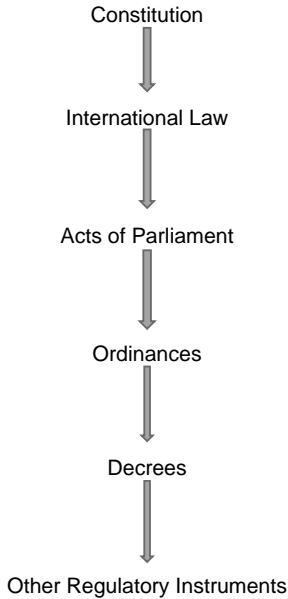 Constitution
International Law
Acts of Parliament
Ordinances
Decrees
Other Regulatory Instruments